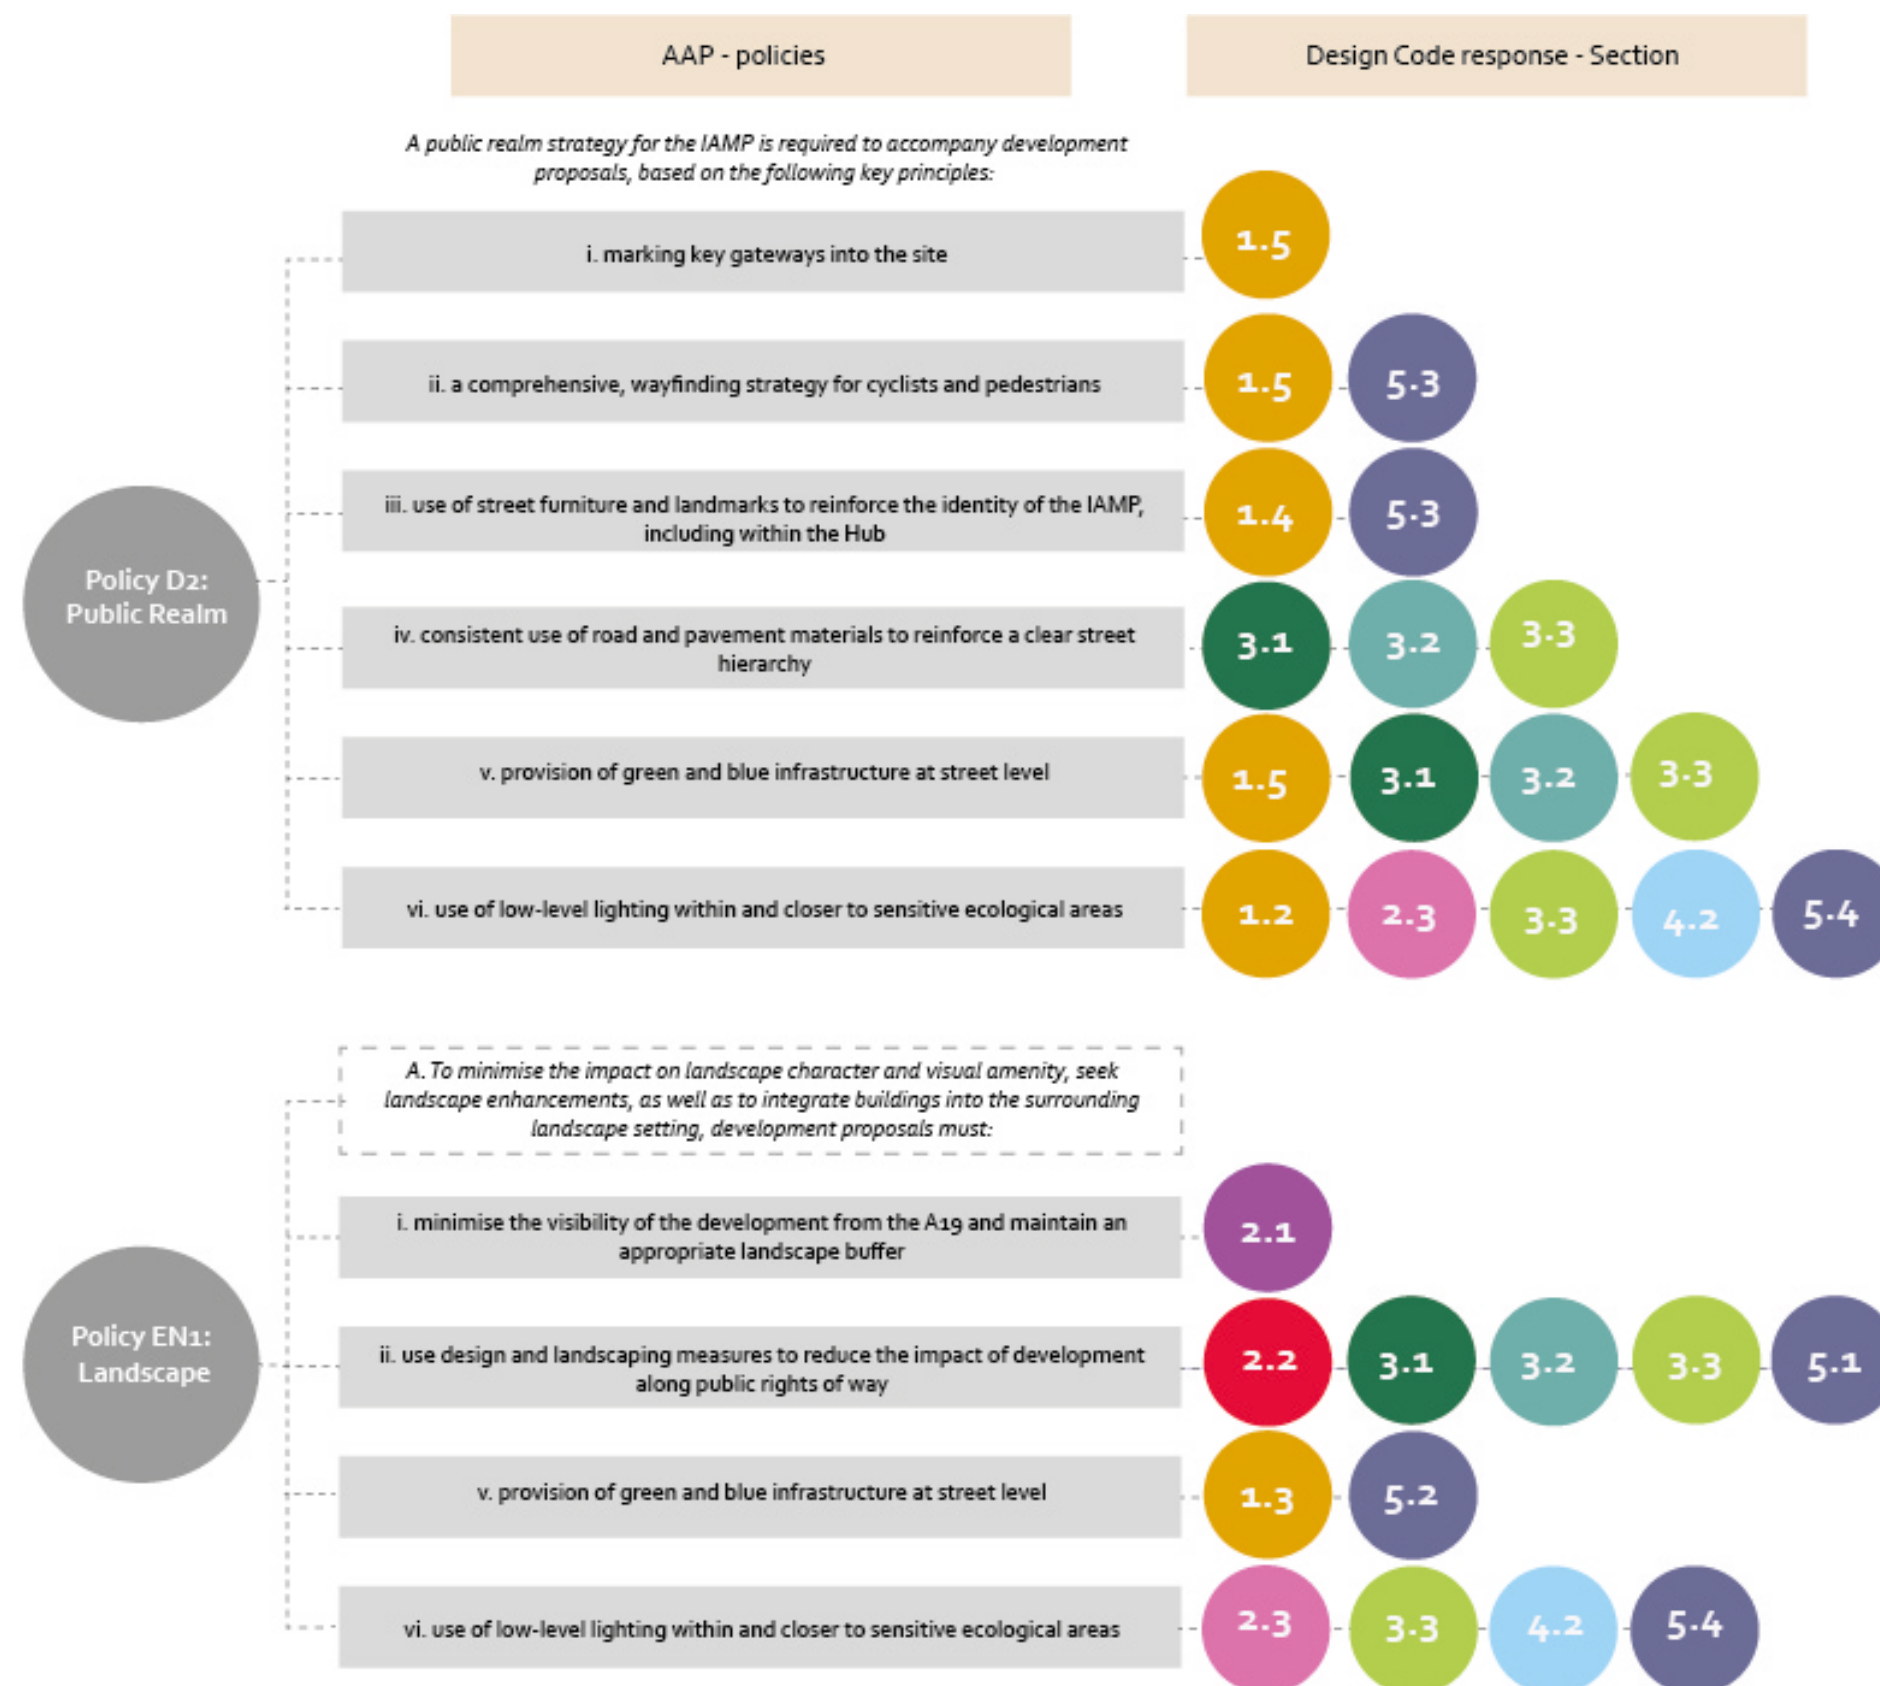 AAP - policies
Design Code response - Section
A public realm strategy for the IAMP is required to accompany development
proposals, based on the following key principles:
i. marking key gateways into the site
1.5
ii. a comprehensive, wayfinding strategy for cyclists and pedestrians
1.5 5.3
iii. use of street furniture and landmarks to reinforce the identity of the IAMP,
including within the Hub
1.4 5.3
Policy D2:
Public Realm
iv. consistent use of road and pavement materials to reinforce a clear street
hierarchy
3.1 3.2 3.3
v. provision of green and blue infrastructure at street level
1.5 3.1 3.2 3.3
vi. use of low-level lighting within and closer to sensitive ecological areas
1.2 2.3 3.3 4.2 5.4
A. To minimise the impact on landscape character and visual amenity, seek
landscape enhancements, as well as to integrate buildings into the surrounding
landscape setting, development proposals must:
i. minimise the visibility of the development from the A19 and maintain an
appropriate landscape buffer
2.1
Policy EN1:
Landscape
ii. use design and landscaping measures to reduce the impact of development
along public rights of way
2.2 3.1 3.2 3.3 5.1
v. provision of green and blue infrastructure at street level
1.3 5.2
vi. use of low-level lighting within and closer to sensitive ecological areas
2.3 3.3 4.2 5.4